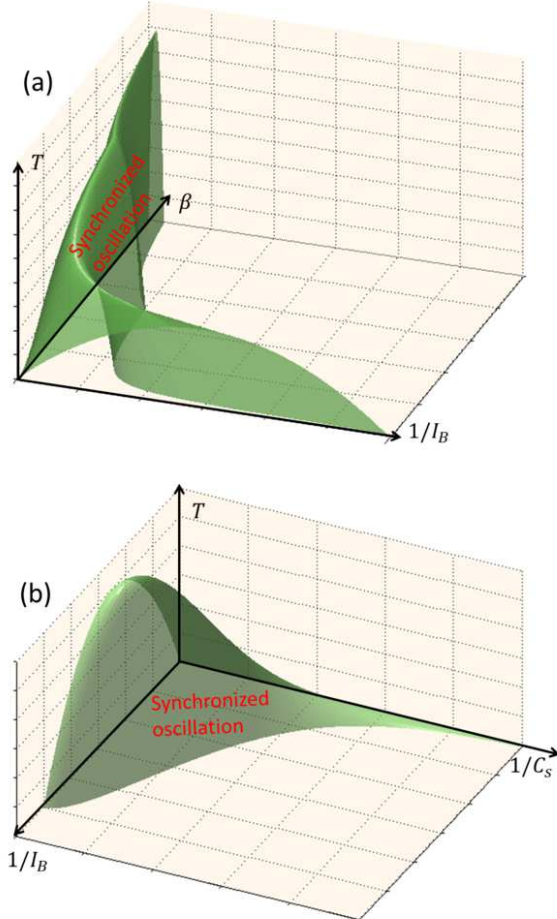 (a)
T
β
Synchronized
oscillation
1/I_B
(b)
T
Synchronized
oscillation
1/C_s
1/I_B